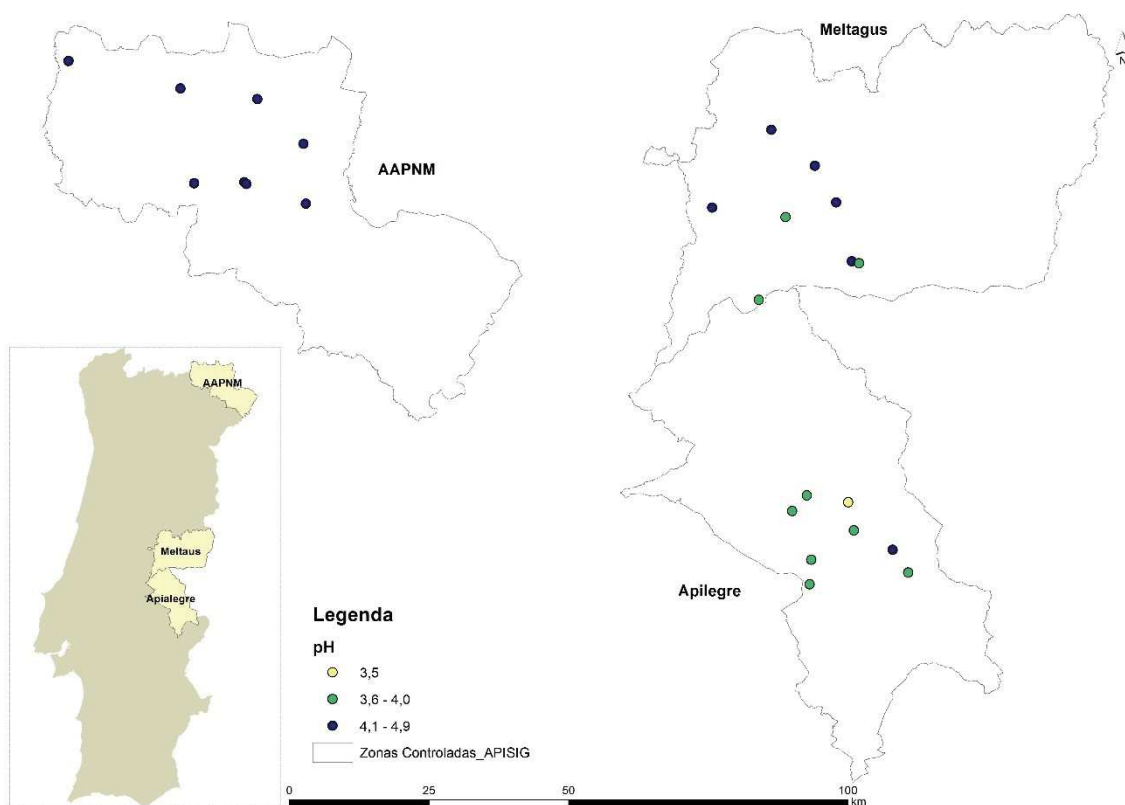 Meltagus
N
AAPNM
AAPNM
Meltaus
Apialegre
Apilegre
Legenda
pH
3,5
3,6 - 4,0
4,1 - 4,9
Zonas Controladas_APISIG
0 25 50 100
km